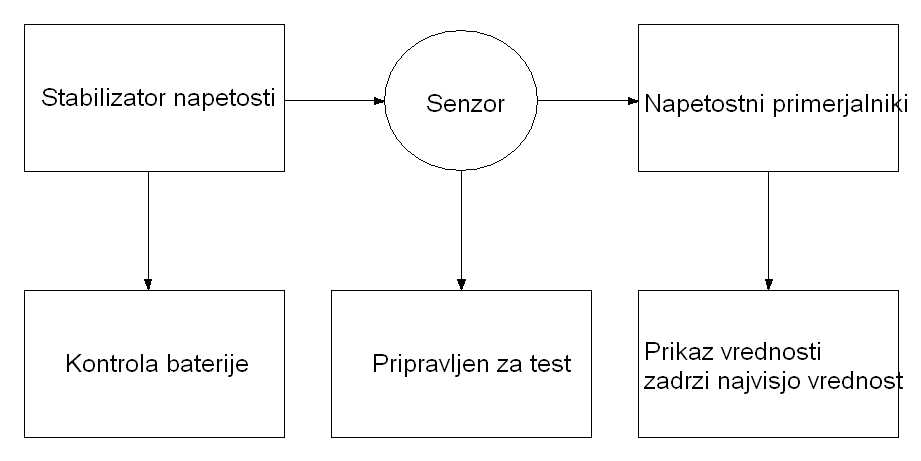 Stabilizator napetosti
Senzor
Napetostni primerjalniki
Kontrola baterije
Pripravljen za test
Prikaz vrednosti
zadrzi najvisjo vrednost